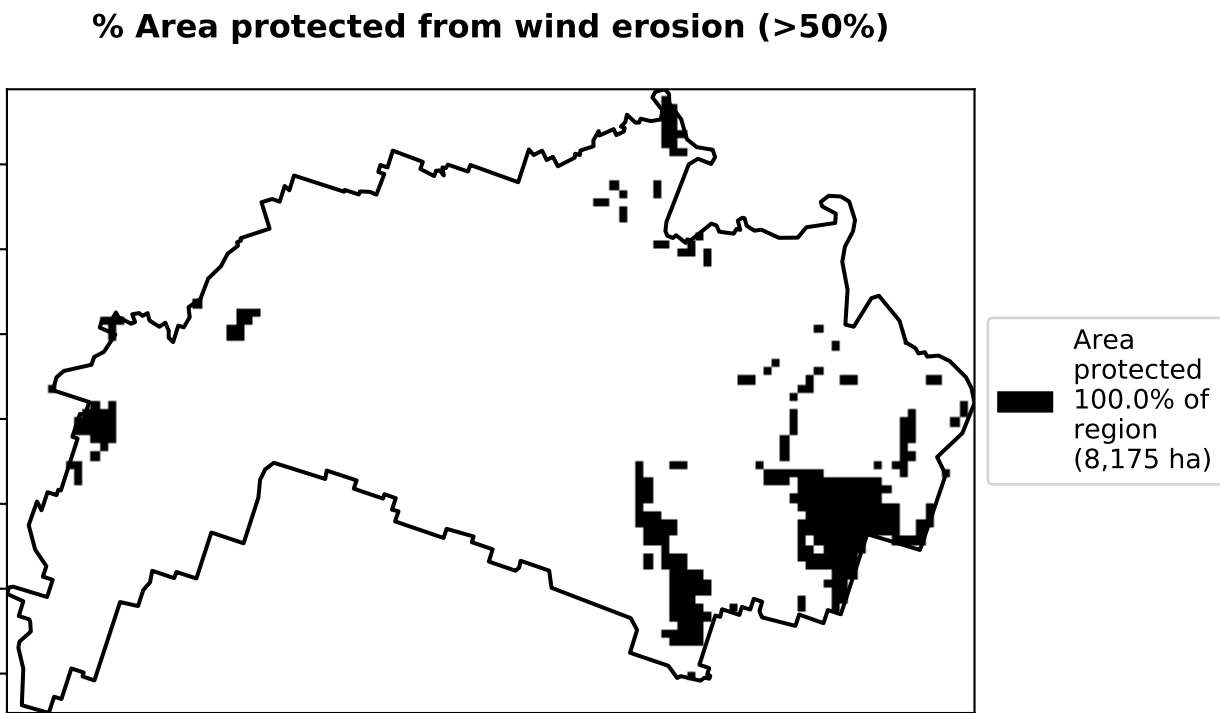 % Area protected from wind erosion (>50%)
Area
protected
100.0% of
region
(8,175 ha)